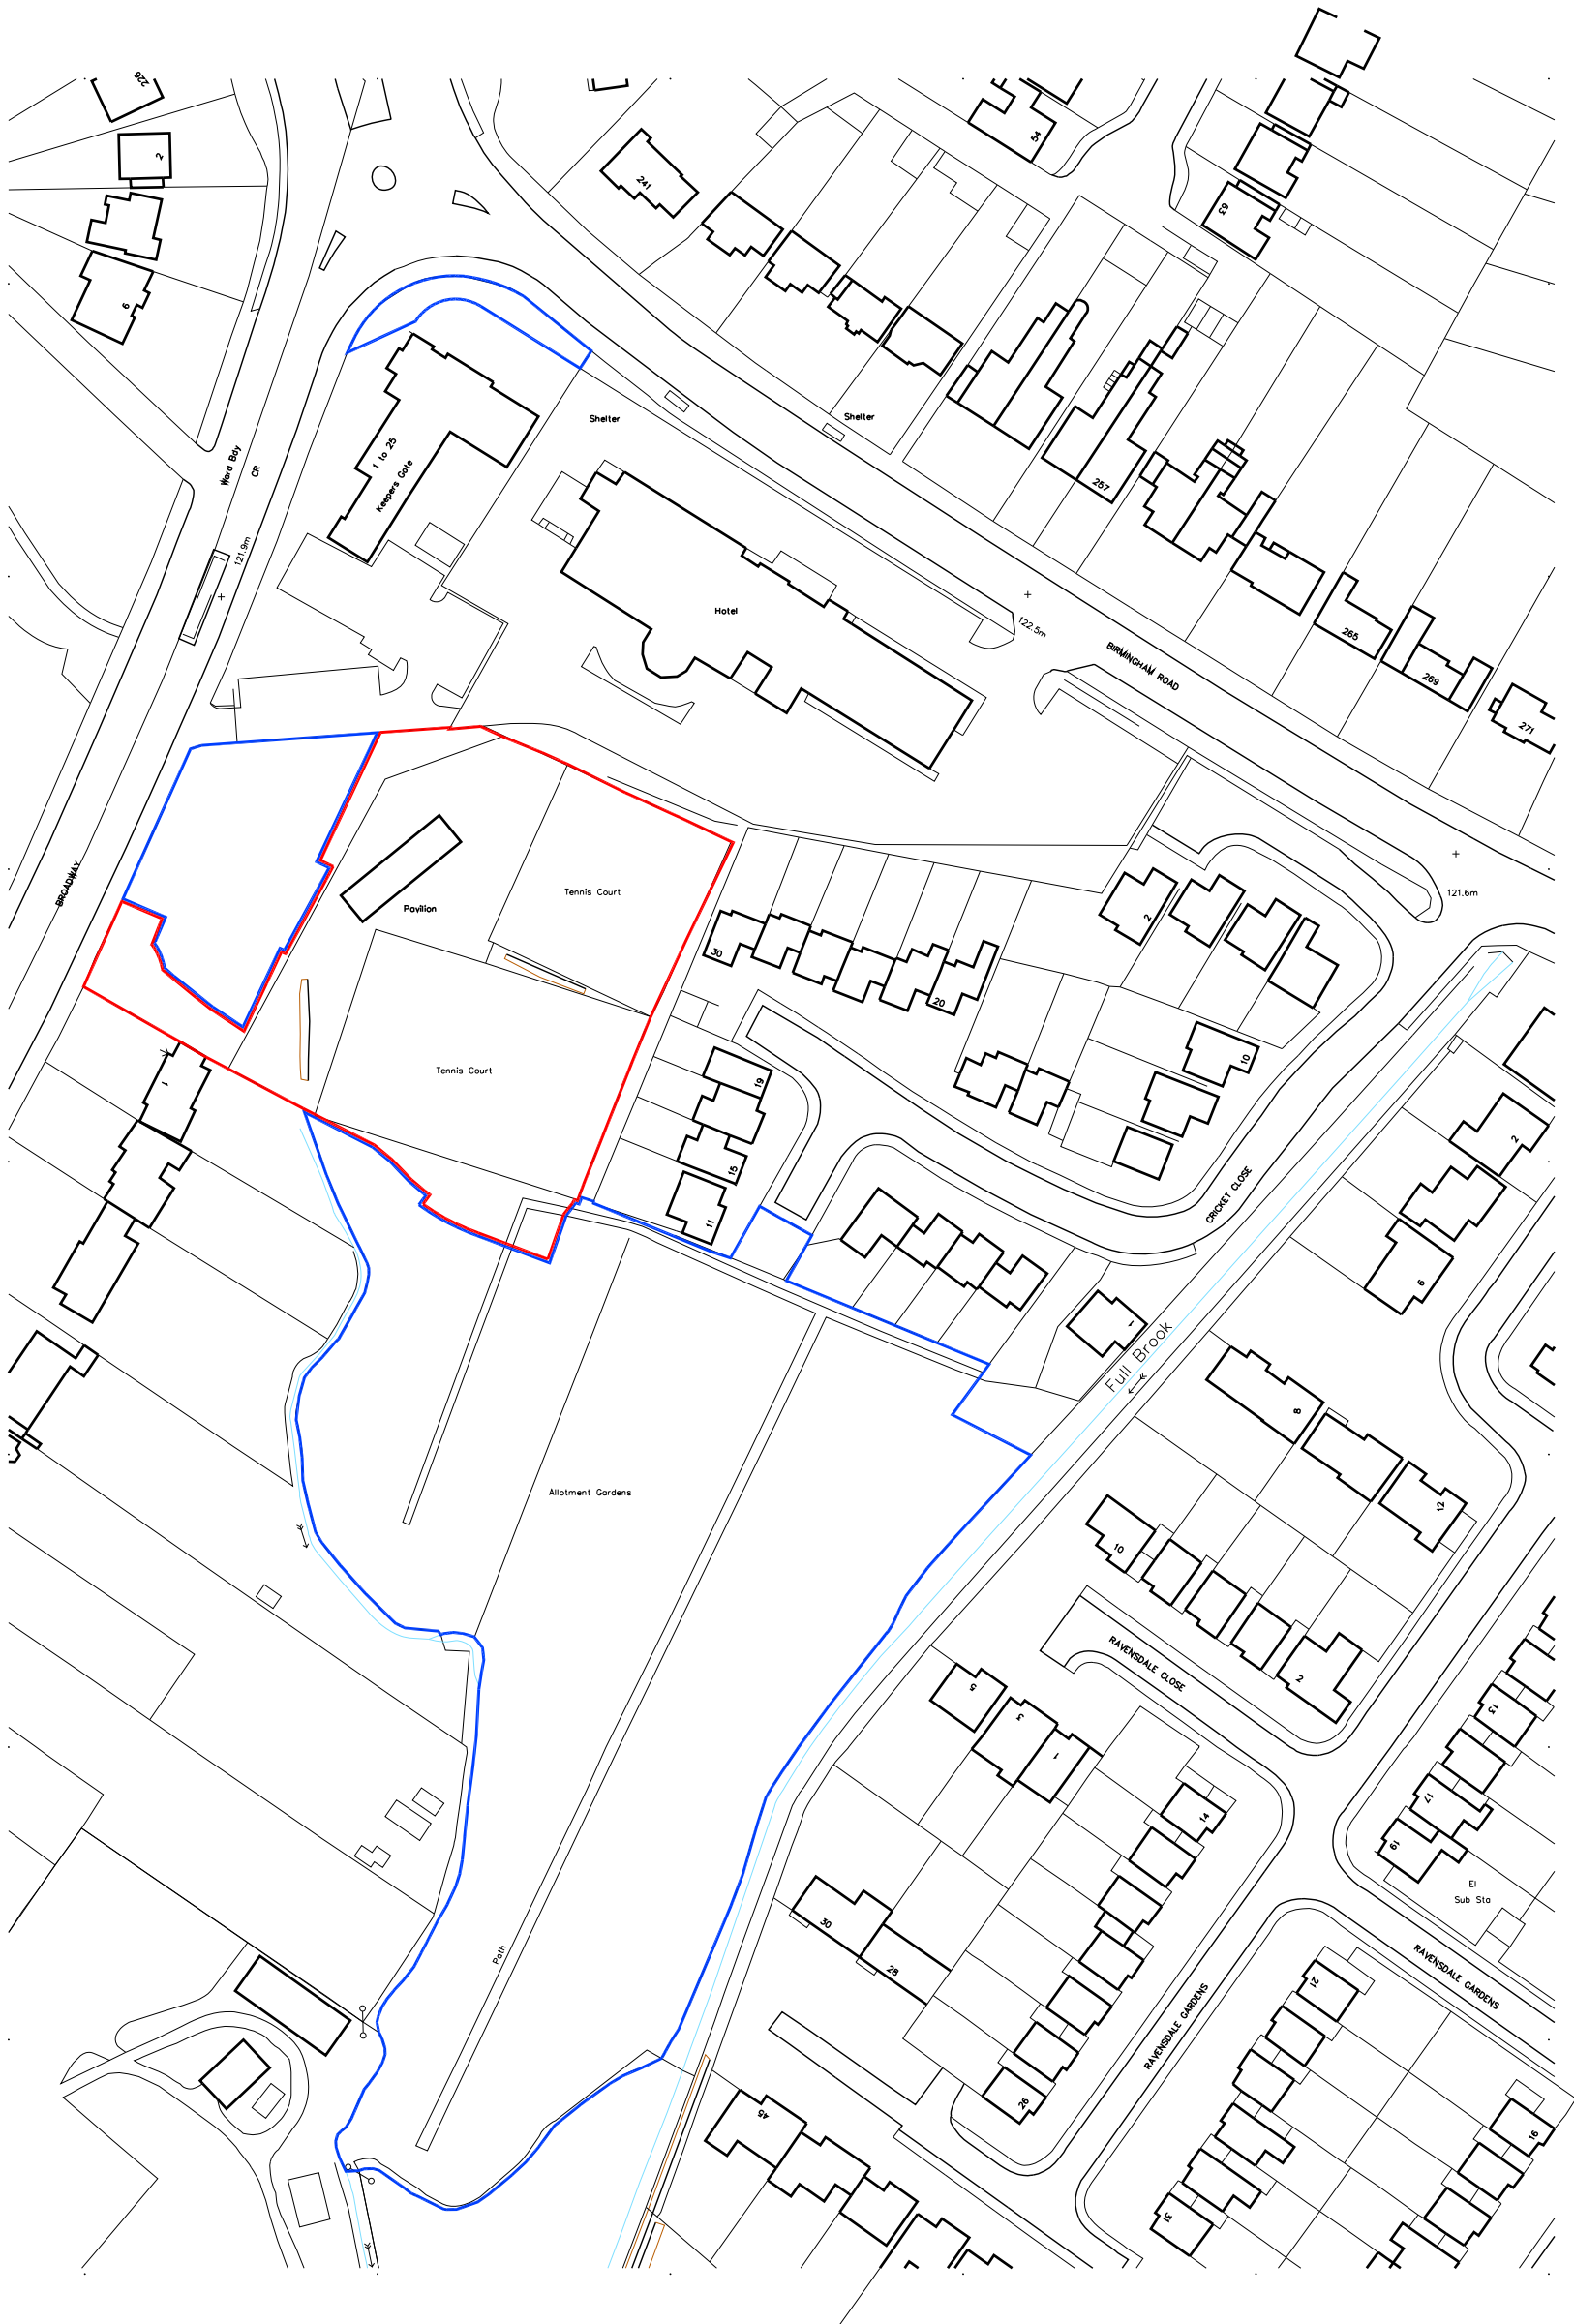 226
2
6
54
241
63
Shelter
Shelter
Ward Bdy
CR
1 to 25
Keepers Gate
257
121.9m
Hotel
122.5m
BIRMINGHAM ROAD
265
269
271
BROADWAY
Tennis Court
Pavilion
121.6m
2
30
20
10
Tennis Court
1
19
15
11
2
CRICKET CLOSE
6
1
Full Brook
8
12
Allotment Gardens
10
RAVENSDALE CLOSE
2
5
3
1
13
17
19
14
El
Sub Sta
30
28
Path
RAVENSDALE GARDENS
RAVENSDALE GARDENS
21
26
45
16
31